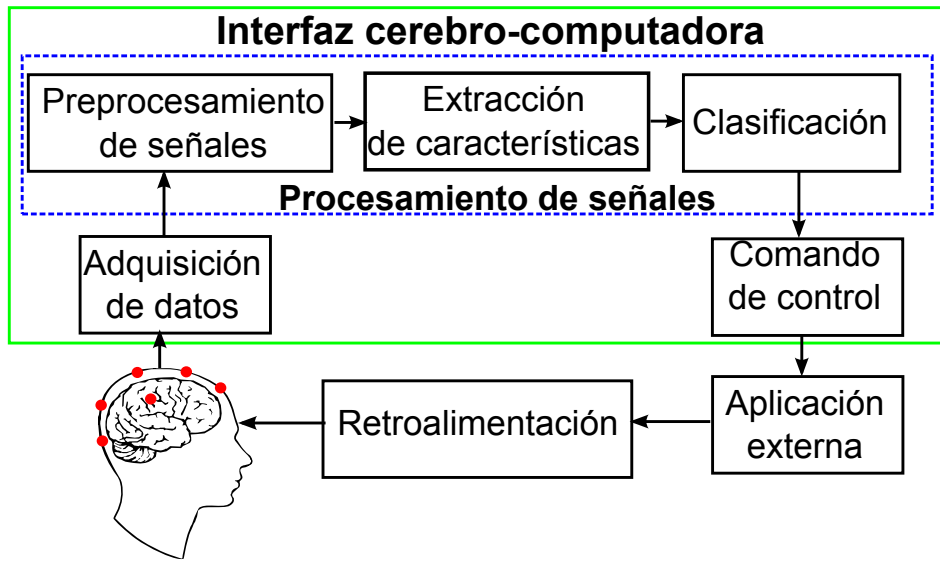 Interfaz cerebro-computadora
Preprocesamiento
de señales
Extracción
de características
Clasificación
Procesamiento de señales
Adquisición
de datos
Comando
de control
Retroalimentación
Aplicación
externa